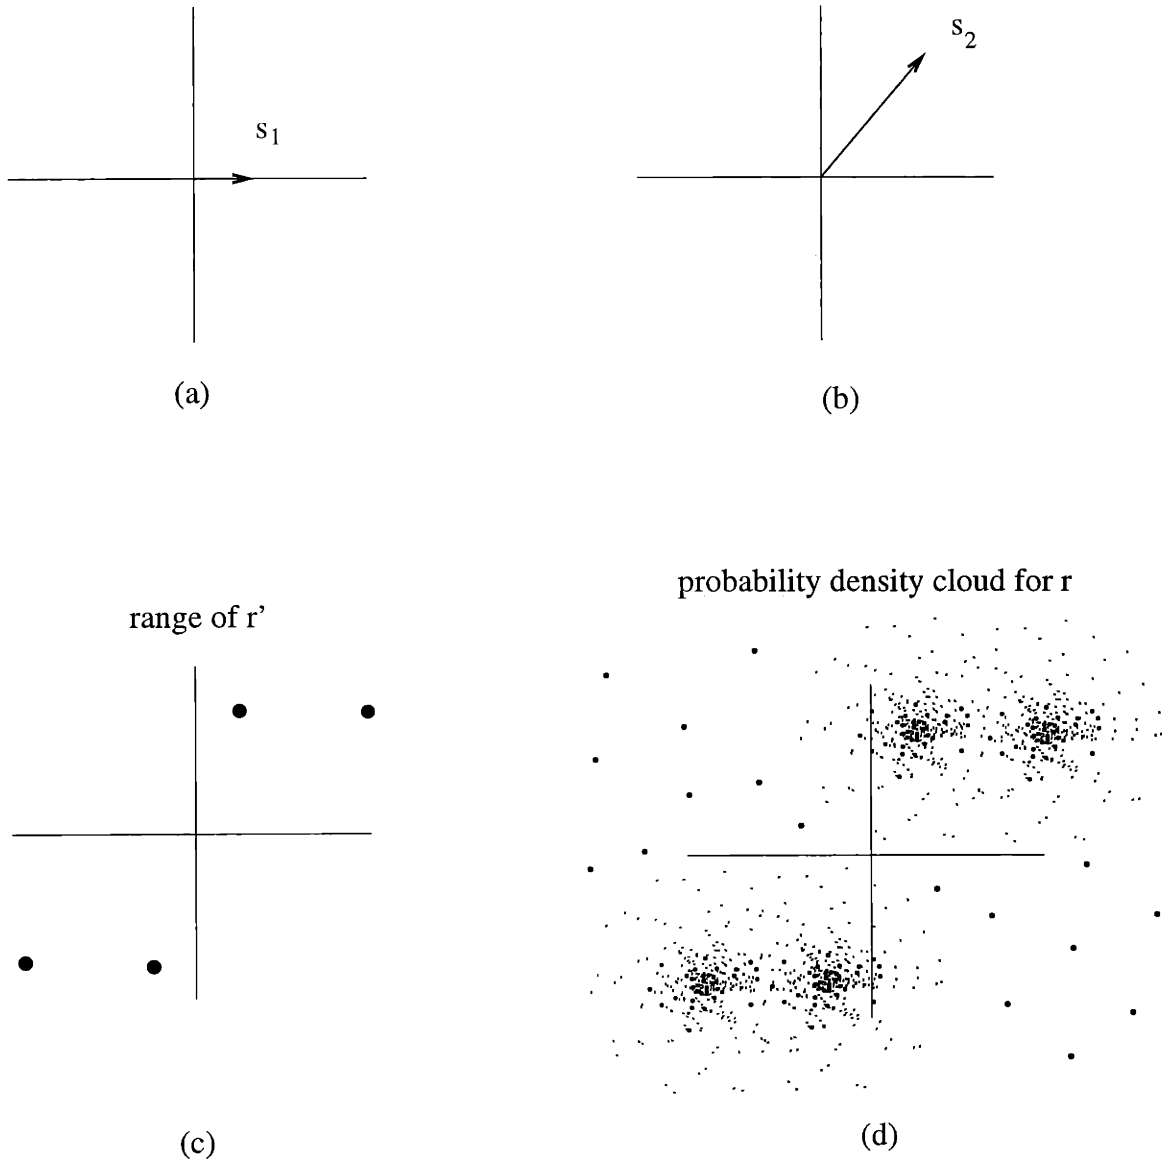 s1
s2
(a)
(b)
range of r’
probability density cloud for r
(c)
(d)